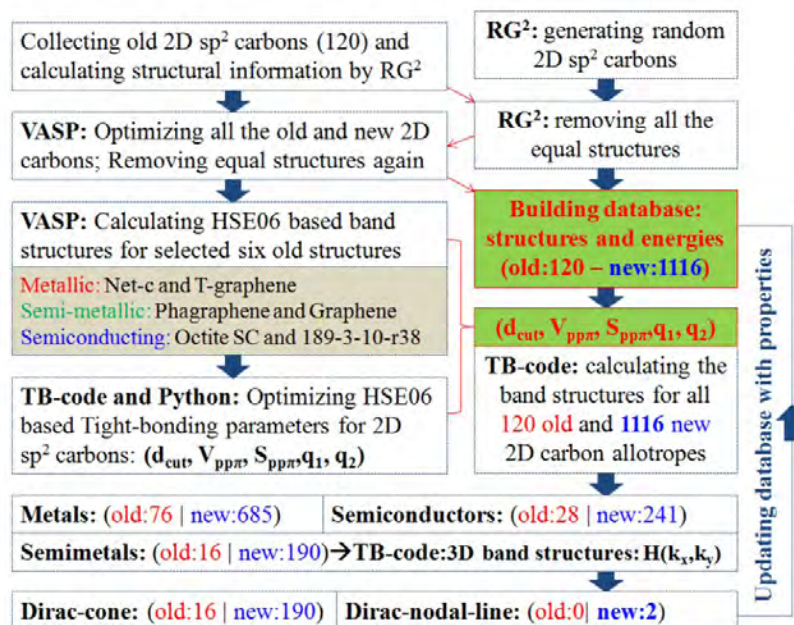 Collecting old 2D sp² carbons (120) and
calculating structural information by RG²
RG²: generating random
2D sp² carbons
VASP: Optimizing all the old and new 2D
carbons; Removing equal structures again
RG²: removing all the
equal structures
VASP: Calculating HSE06 based band
structures for selected six old structures
Metallic: Net-c and T-graphene
Semi-metallic: Phagraphene and Graphene
Semiconducting: Octite SC and 189-3-10-r38
Building database:
structures and energies
(old:120 – new:1116)
(d_cut, V_ppπ, S_ppπ,q₁, q₂)
TB-code: calculating the
band structures for all
120 old and 1116 new
2D carbon allotropes
TB-code and Python: Optimizing HSE06
based Tight-bonding parameters for 2D
sp² carbons: (d_cut, V_ppπ, S_ppπ,q₁, q₂)
Metals: (old:76 | new:685)
Semiconductors: (old:28 | new:241)
Semimetals: (old:16 | new:190)→TB-code:3D band structures: H(kₓ,k_y)
Dirac-cone: (old:16 | new:190)
Dirac-nodal-line: (old:0| new:2)
Updating database with properties